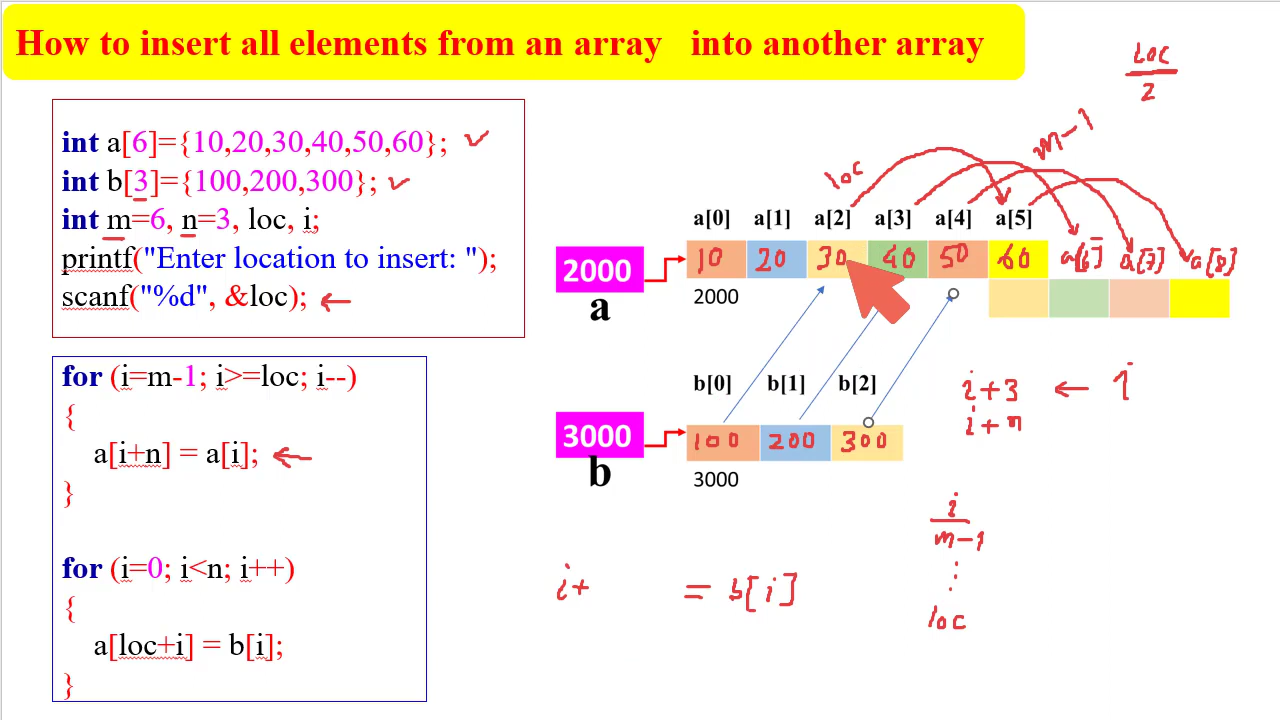 How to insert all elements from an array into another array
int a[6]={10,20,30,40,50,60};
int b[3]={100,200,300};
int m=6, n=3, loc, i;
printf("Enter location to insert: ");
scanf("%d", &loc);
for (i=m-1; i>=loc; i--)
{
a[i+n] = a[i];
}
for (i=0; i<n; i++)
{
a[loc+i] = b[i];
}
loc
2
m-1
loc
a[0] a[1] a[2] a[3] a[4] a[5]
2000 10 20 30 40 50 60 a[6] a[7] a[8]
a 2000
b[0] b[1] b[2]
3000 100 200 300
b 3000
i+3 ← i
i+n
i
m-1
loc
i+ = b[i]